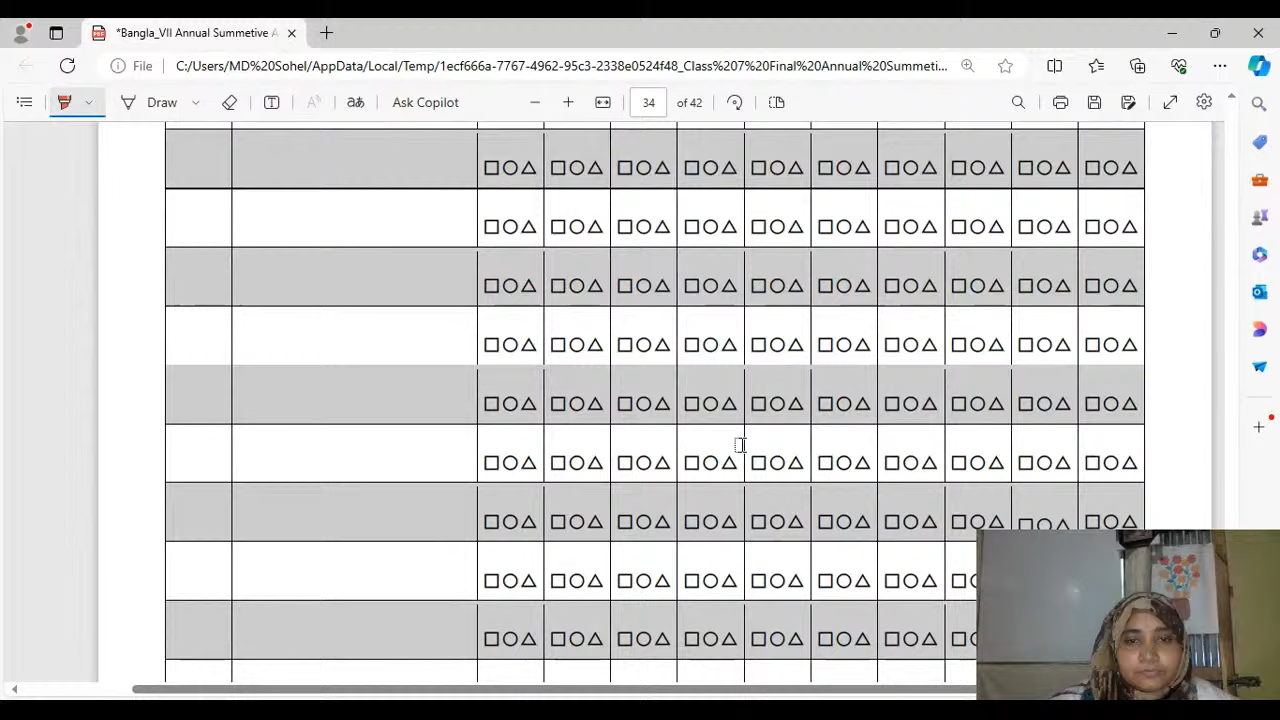 *Bangla_VII Annual Summetive A
File
C:/Users/MD%20Sohel/AppData/Local/Temp/1ecf666a-7767-4962-95c3-2338e0524f48_Class%207%20Final%20Annual%20Summeti...
Draw
Ask Copilot
34
of 42